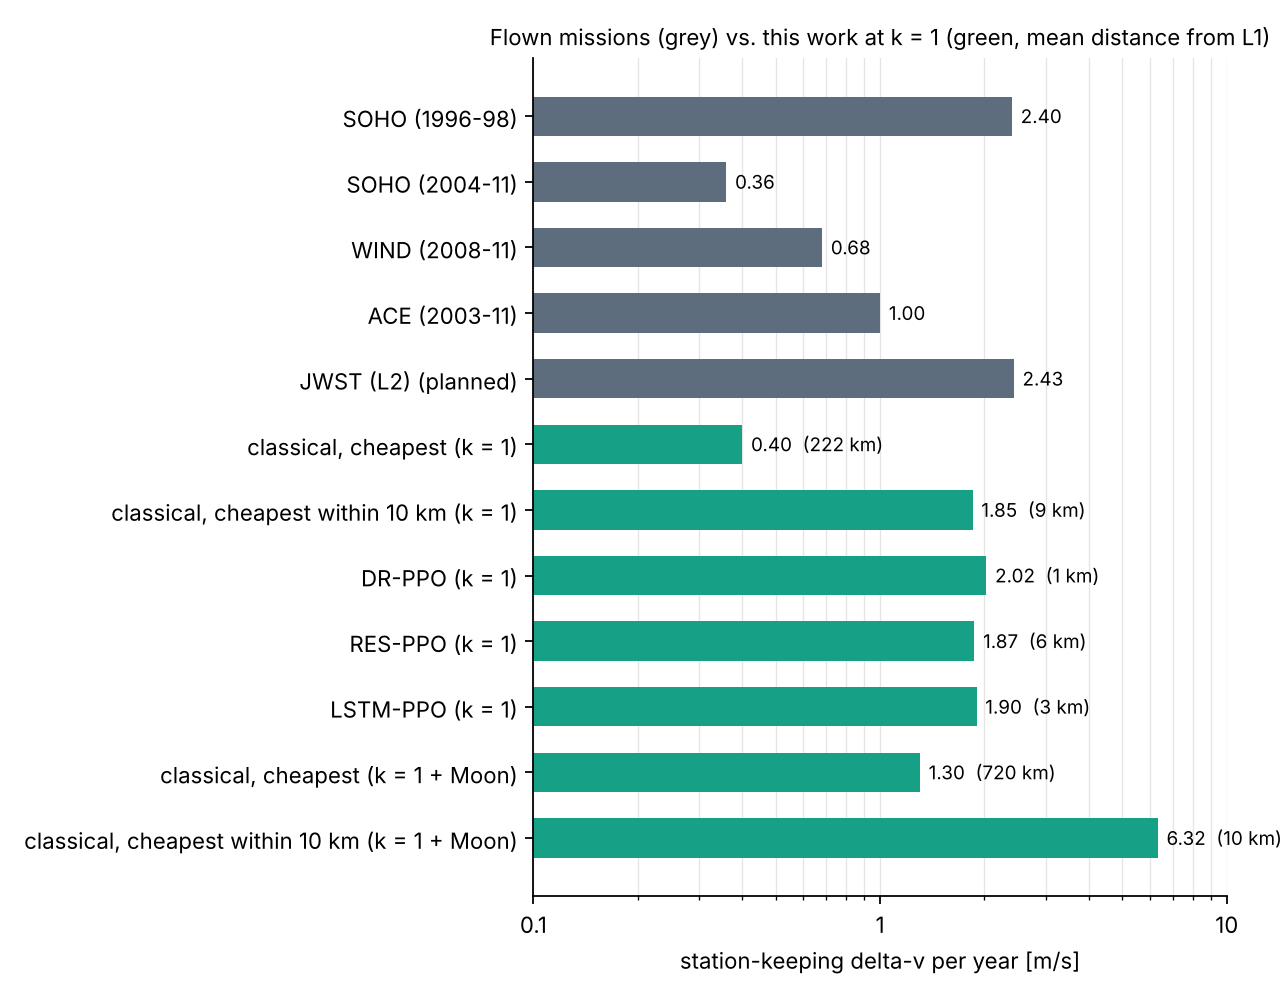 Flown missions (grey) vs. this work at k = 1 (green, mean distance from L1)
SOHO (1996-98) 2.40
SOHO (2004-11) 0.36
WIND (2008-11) 0.68
ACE (2003-11) 1.00
JWST (L2) (planned) 2.43
classical, cheapest (k = 1) 0.40 (222 km)
classical, cheapest within 10 km (k = 1) 1.85 (9 km)
DR-PPO (k = 1) 2.02 (1 km)
RES-PPO (k = 1) 1.87 (6 km)
LSTM-PPO (k = 1) 1.90 (3 km)
classical, cheapest (k = 1 + Moon) 1.30 (720 km)
classical, cheapest within 10 km (k = 1 + Moon) 6.32 (10 km)
0.1 1 10
station-keeping delta-v per year [m/s]